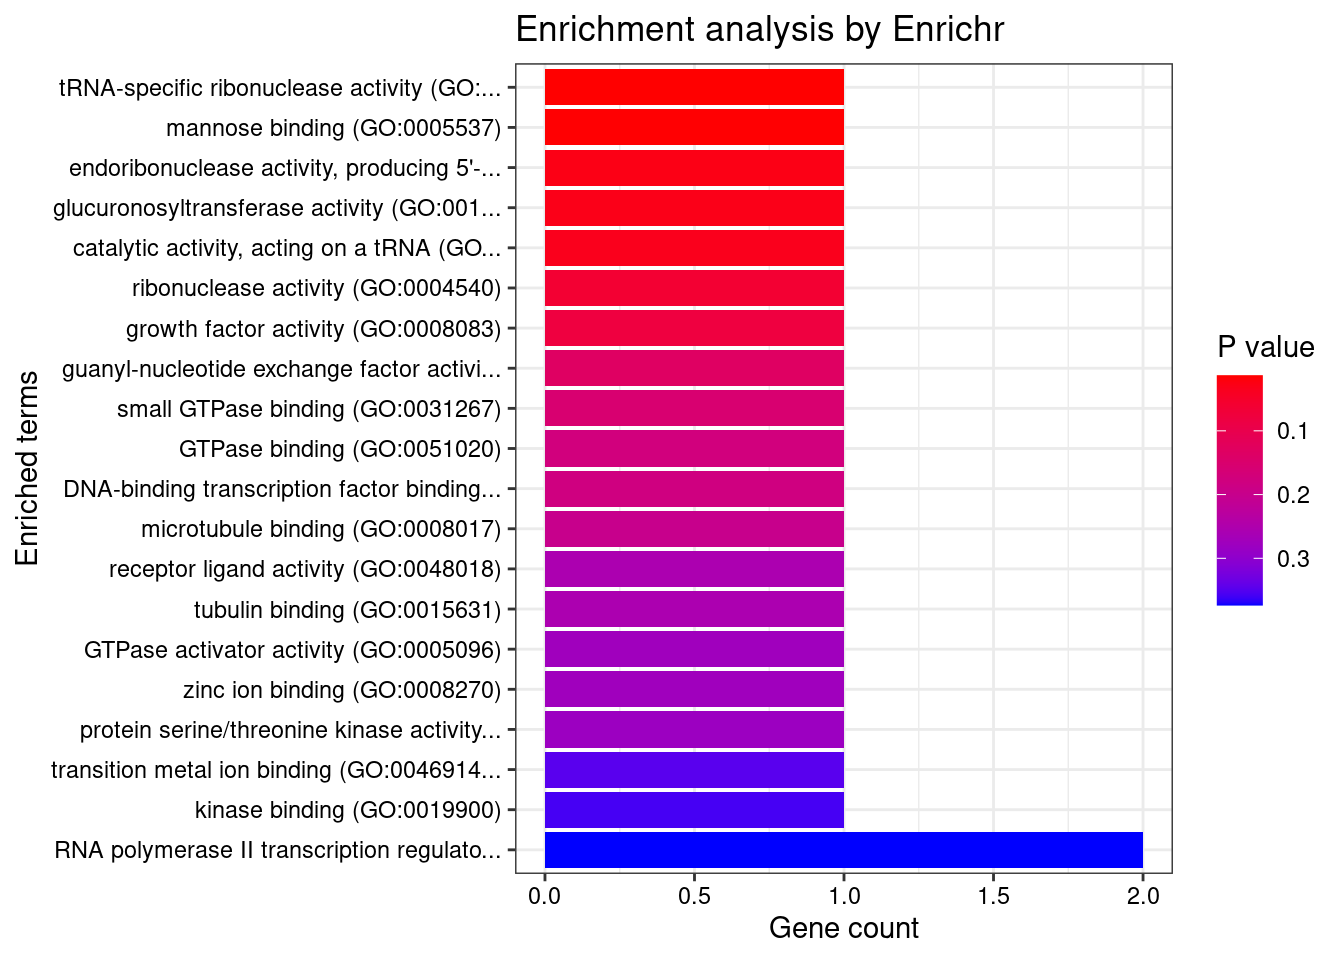 Enrichment analysis by Enrichr
tRNA-specific ribonuclease activity (GO:...
mannose binding (GO:0005537)
endoribonuclease activity, producing 5'-...
glucuronosyltransferase activity (GO:001...
catalytic activity, acting on a tRNA (GO...
ribonuclease activity (GO:0004540)
growth factor activity (GO:0008083)
guanyl-nucleotide exchange factor activi...
small GTPase binding (GO:0031267)
GTPase binding (GO:0051020)
DNA-binding transcription factor binding...
microtubule binding (GO:0008017)
receptor ligand activity (GO:0048018)
tubulin binding (GO:0015631)
GTPase activator activity (GO:0005096)
zinc ion binding (GO:0008270)
protein serine/threonine kinase activity...
transition metal ion binding (GO:0046914...
kinase binding (GO:0019900)
RNA polymerase II transcription regulato...
Enriched terms
0.0 0.5 1.0 1.5 2.0
Gene count
P value
0.1
0.2
0.3